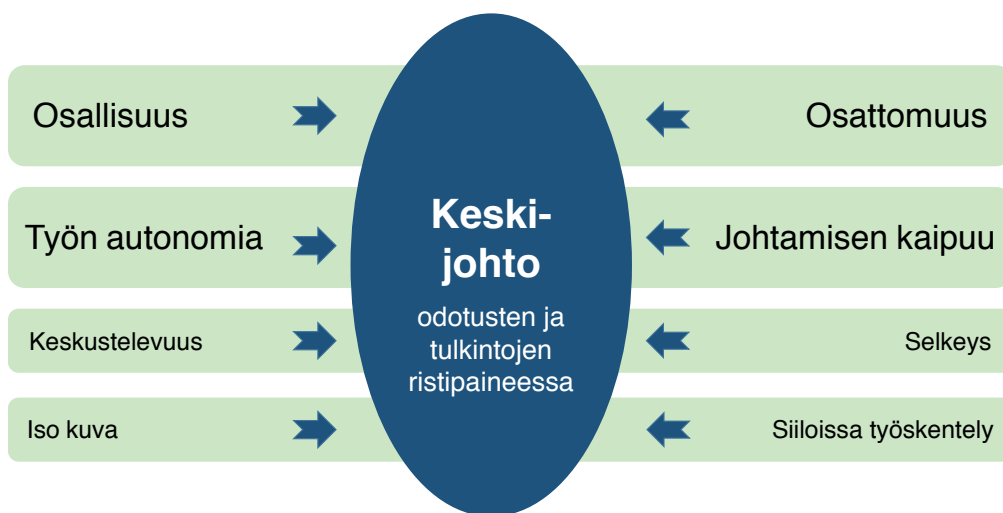 Osallisuus
Osattomuus
Työn autonomia
Johtamisen kaipuu
Keskustelevuus
Selkeys
Iso kuva
Siiloissa työskentely
Keski-
johto
odotusten ja
tulkintojen
ristipaineessa